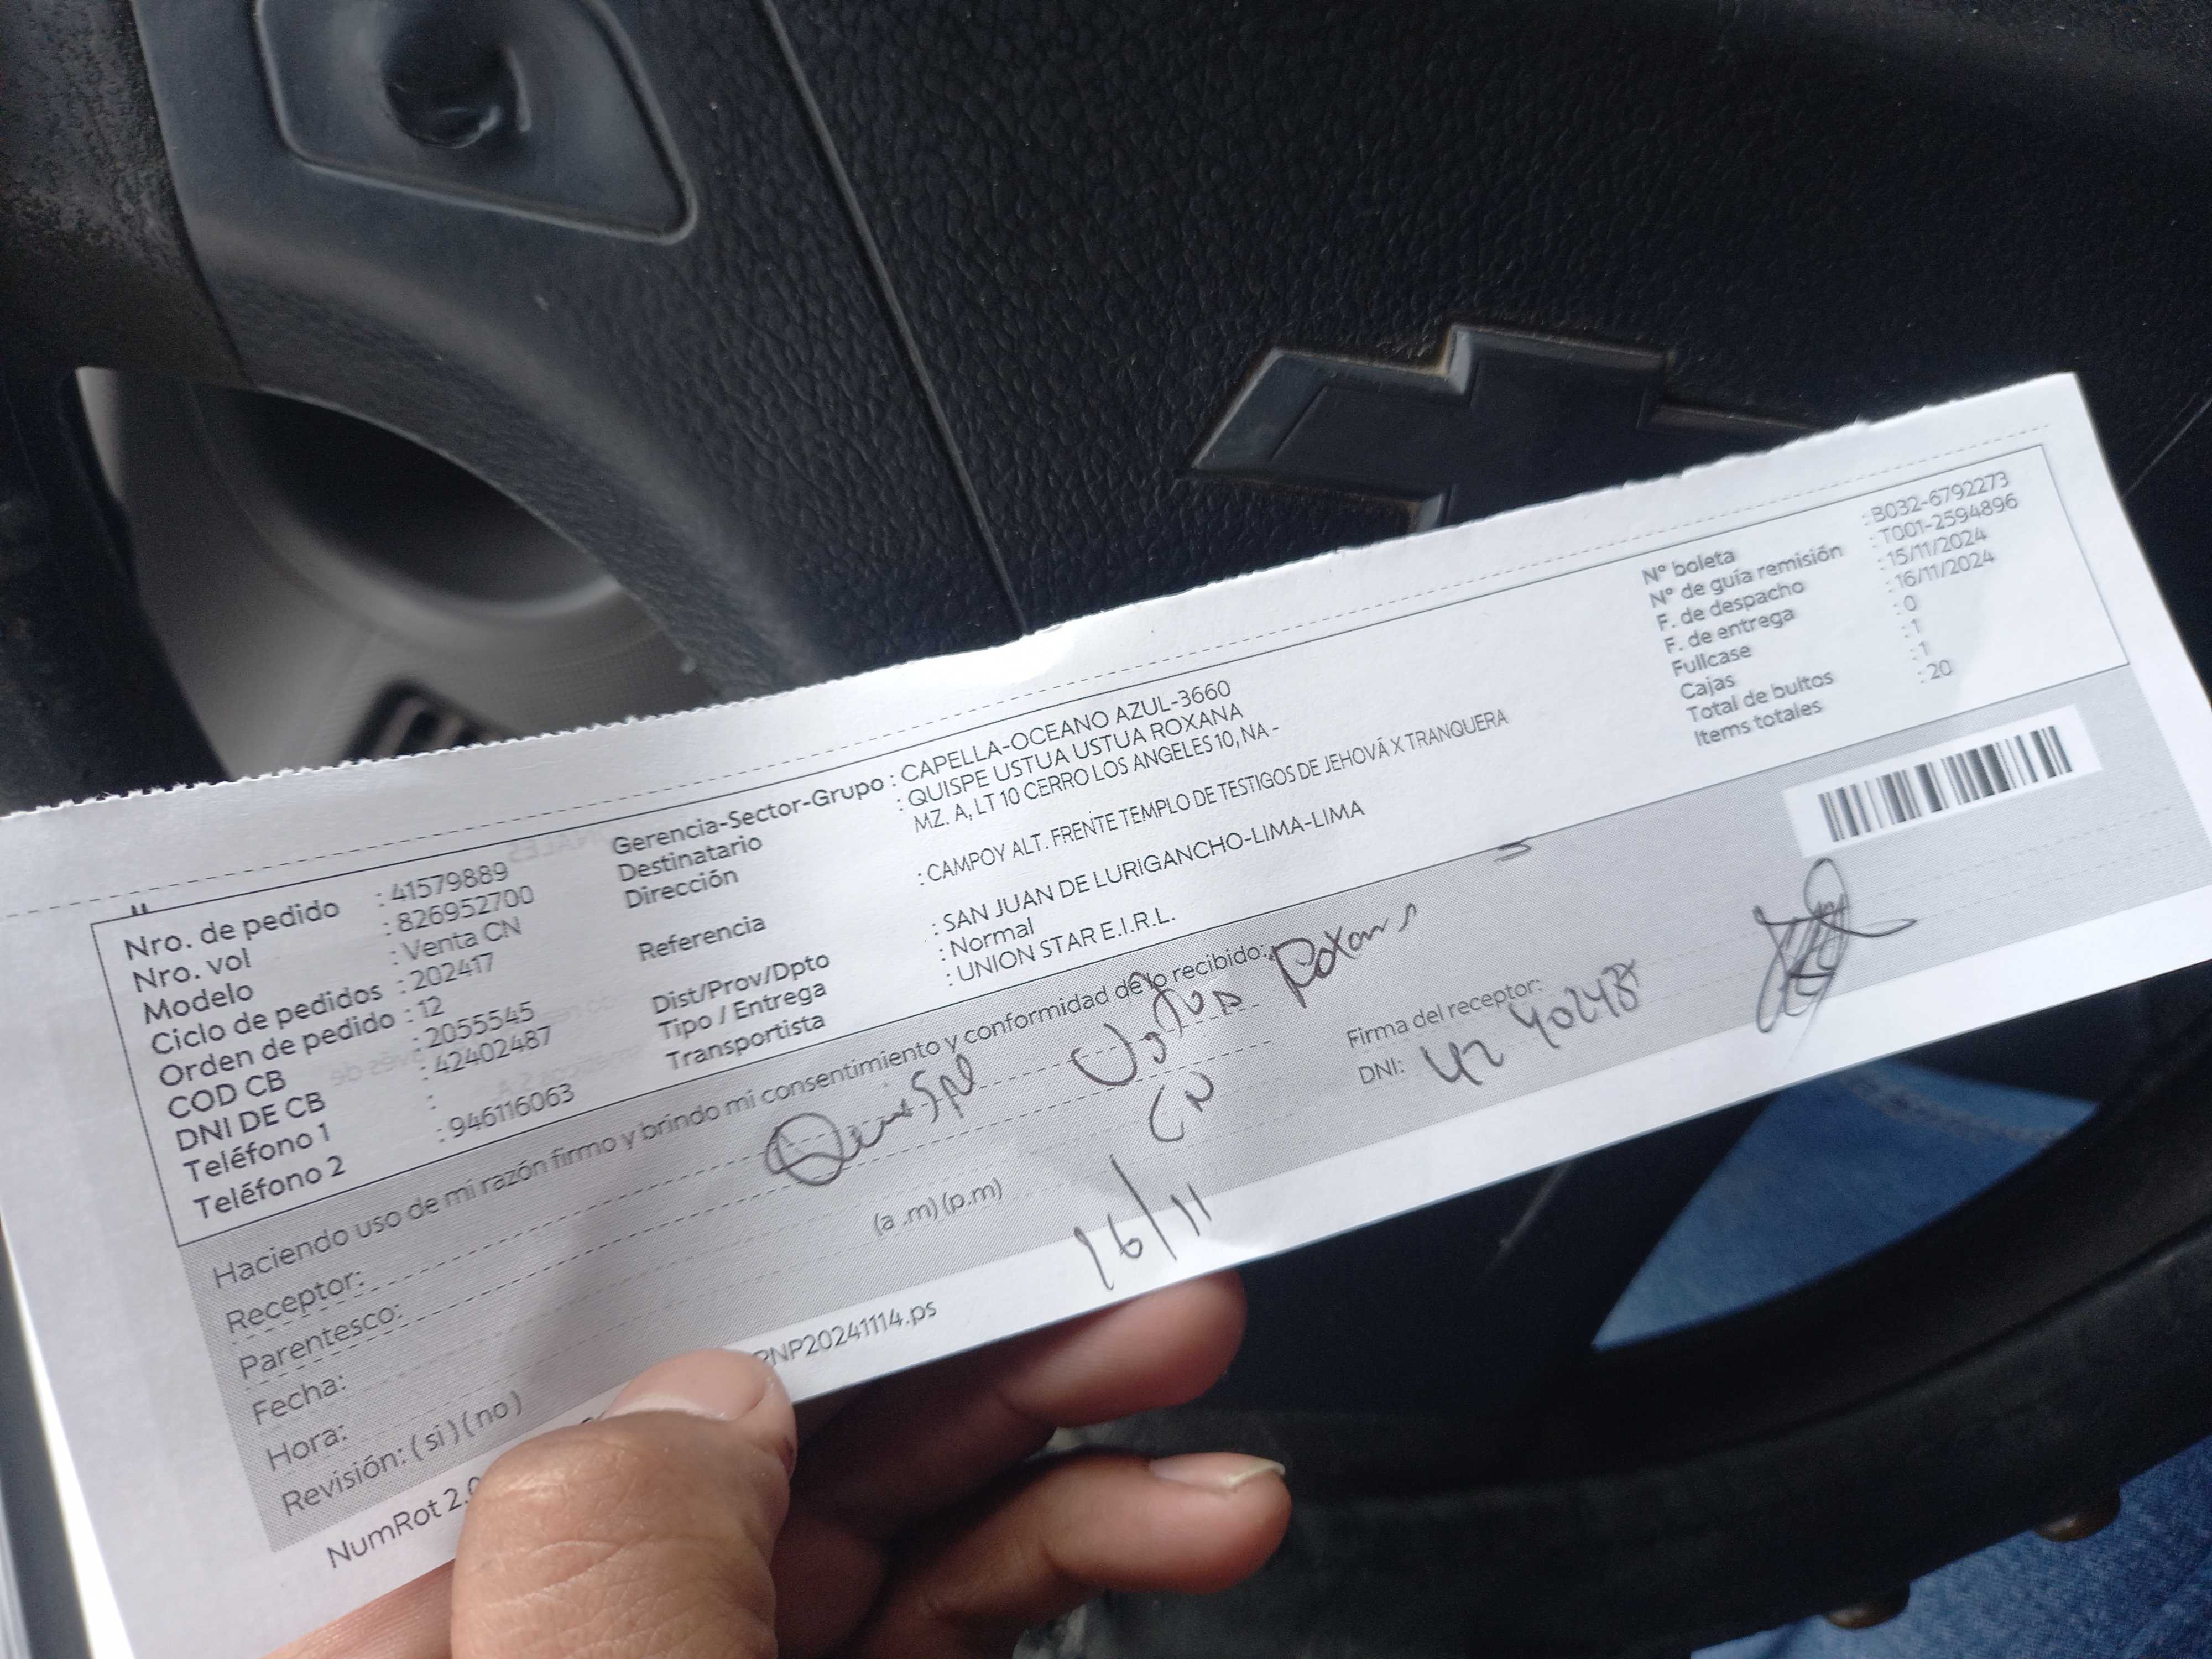 Nro. de pedido : 41579889
Nro. vol : 826952700
Modelo : Venta CN
Ciclo de pedidos : 202417
Orden de pedido : 12
COD CB : 2055545
DNI DE CB : 42402487
Teléfono 1 :
Teléfono 2 : 946116063
Gerencia-Sector-Grupo : CAPELLA-OCEANO AZUL-3660
Destinatario : QUISPE USTUA USTUA ROXANA
Dirección MZ. A, LT 10 CERRO LOS ANGELES 10, NA -
Referencia : CAMPOY ALT. FRENTE TEMPLO DE TESTIGOS DE JEHOVÁ X TRANQUERA
Dist/Prov/Dpto : SAN JUAN DE LURIGANCHO-LIMA-LIMA
Tipo / Entrega : Normal
Transportista : UNION STAR E.I.R.L.
N° boleta : B032-6792273
N° de guía remisión : T001-2594896
F. de despacho : 15/11/2024
F. de entrega : 16/11/2024
Fullcase : 0
Cajas : 1
Total de bultos : 1
Items totales : 20
Haciendo uso de mi razón firmo y brindo mi consentimiento y conformidad de lo recibido:
Receptor: Roxana
Parentesco: CN
Fecha: 16/11
Hora: (a .m) (p.m)
Revisión: ( si ) ( no )
Firma del receptor:
DNI:
NumRot 2.0
PNP20241114.ps